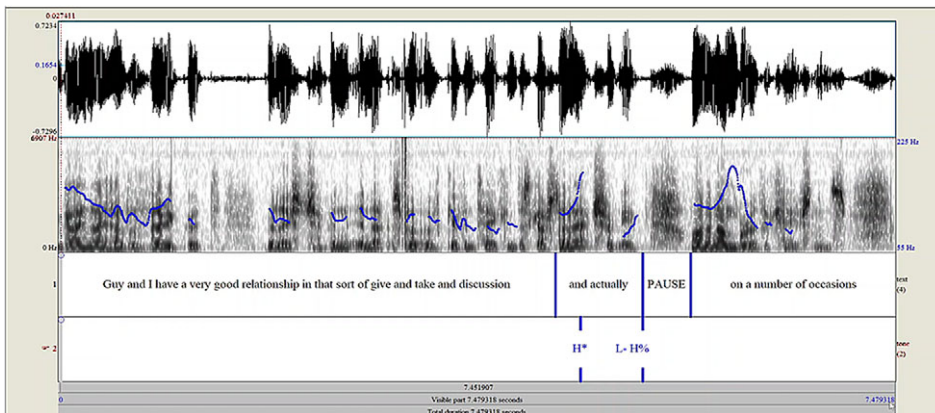 0.027411
0.7234
0.1654
0
-0.7296
6907 Hz
225 Hz
0 Hz
55 Hz
1
Guy and I have a very good relationship in that sort of give and take and discussion
and actually
PAUSE
on a number of occasions
text
(4)
2
H*
L- H%
tone
(2)
7.451907
0
Visible part 7.479318 seconds
7.479318
Total duration 7.479318 seconds